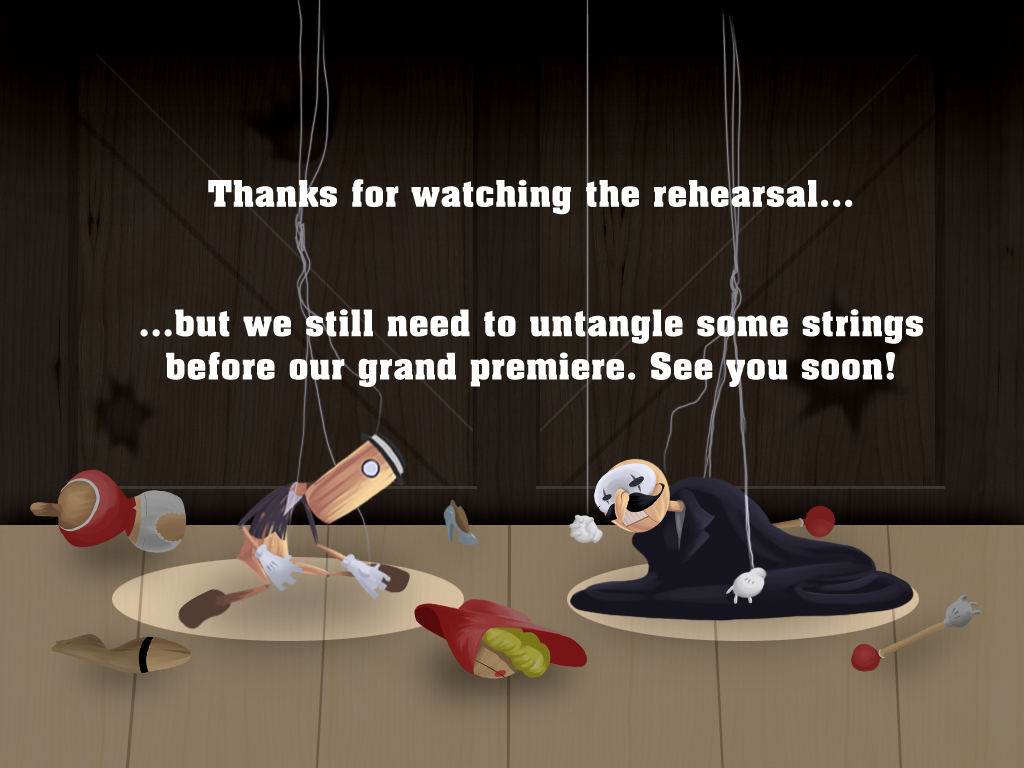 Thanks for watching the rehearsal...
...but we still need to untangle some strings
before our grand premiere. See you soon!